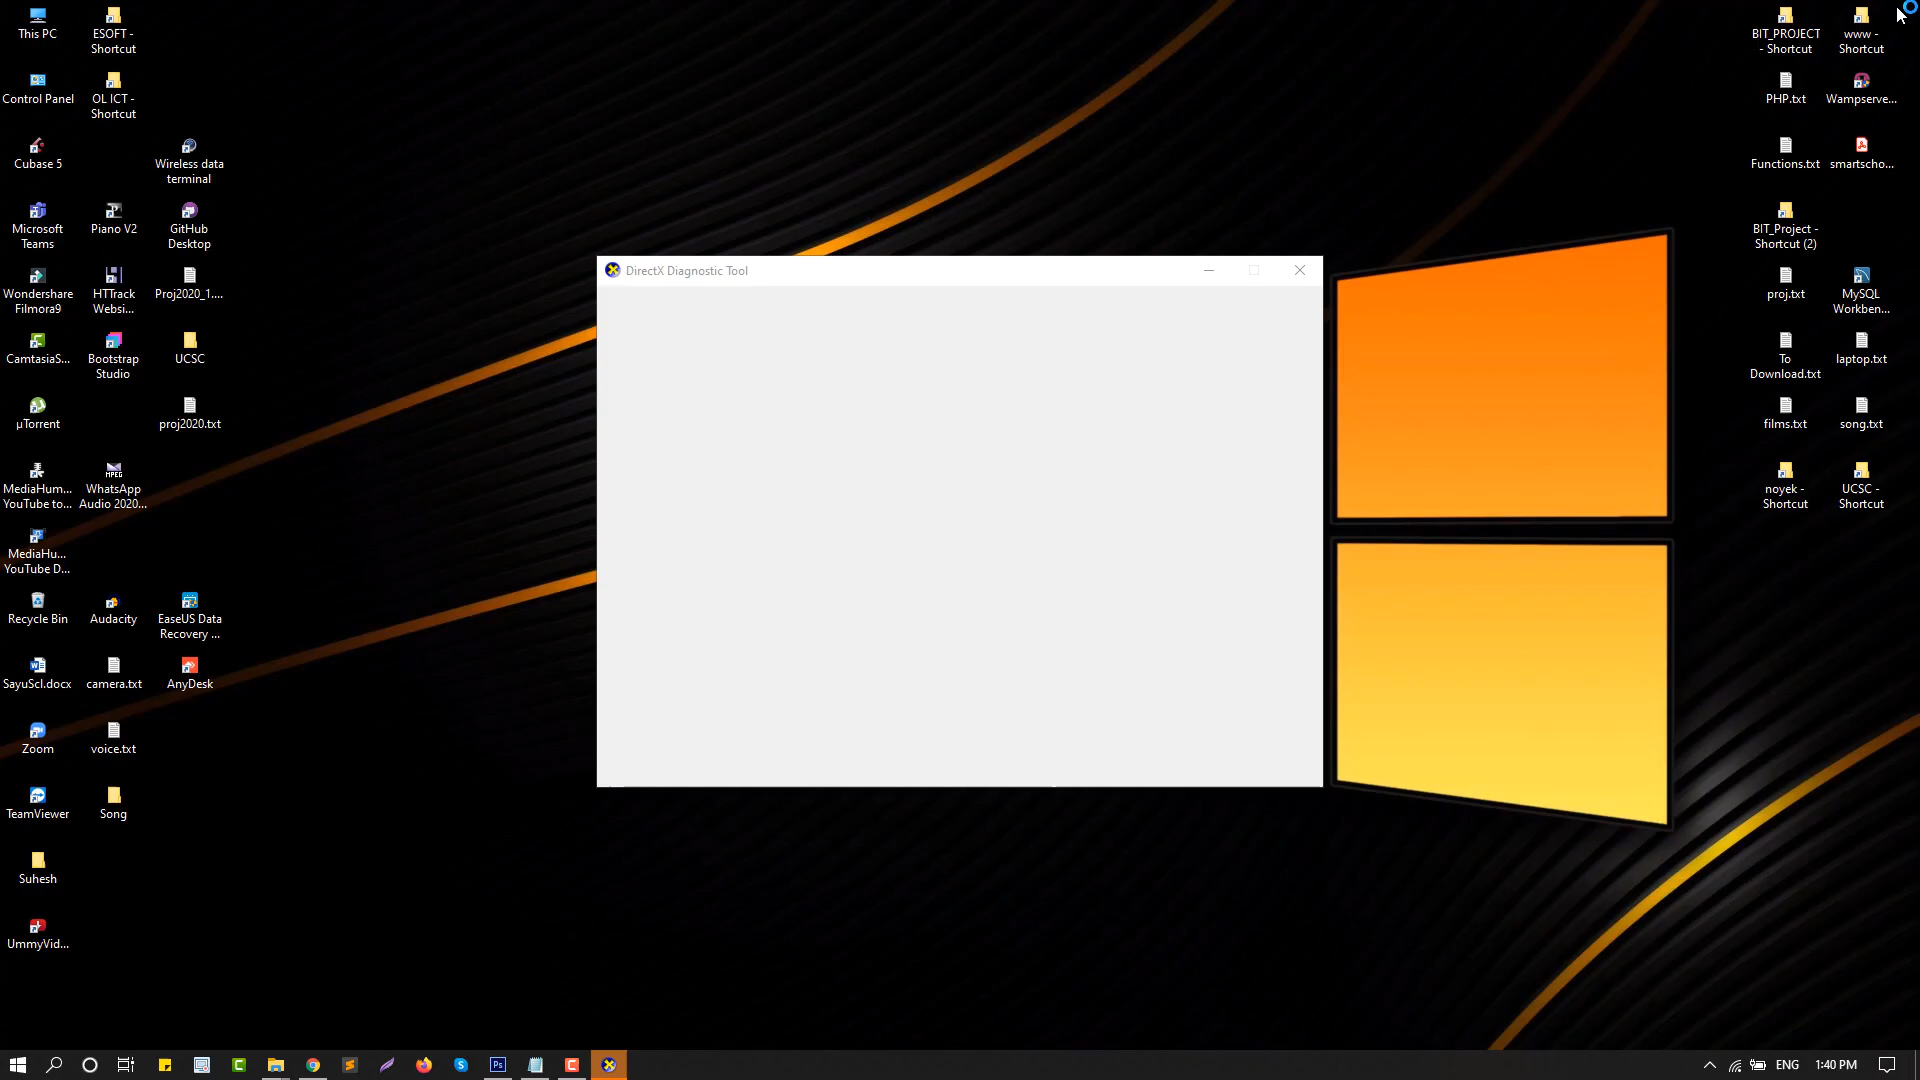 This PC
ESOFT -
Shortcut
Control Panel
OL ICT -
Shortcut
Cubase 5
Wireless data
terminal
Microsoft
Teams
Piano V2
GitHub
Desktop
Wondershare
Filmora9
HTTrack
Websi...
Proj2020_1....
CamtasiaS...
Bootstrap
Studio
UCSC
µTorrent
proj2020.txt
MediaHum...
YouTube to...
MPEG
WhatsApp
Audio 2020...
MediaHu...
YouTube D...
Recycle Bin
Audacity
EaseUS Data
Recovery ...
SayuScl.docx
camera.txt
AnyDesk
Zoom
voice.txt
TeamViewer
Song
Suhesh
UmmyVid...
DirectX Diagnostic Tool
BIT_PROJECT
- Shortcut
www -
Shortcut
PHP.txt
Wampserve...
Functions.txt
smartscho...
BIT_Project -
Shortcut (2)
proj.txt
MySQL
Workben...
To
Download.txt
laptop.txt
films.txt
song.txt
noyek -
Shortcut
UCSC -
Shortcut
Ps
ENG
1:40 PM